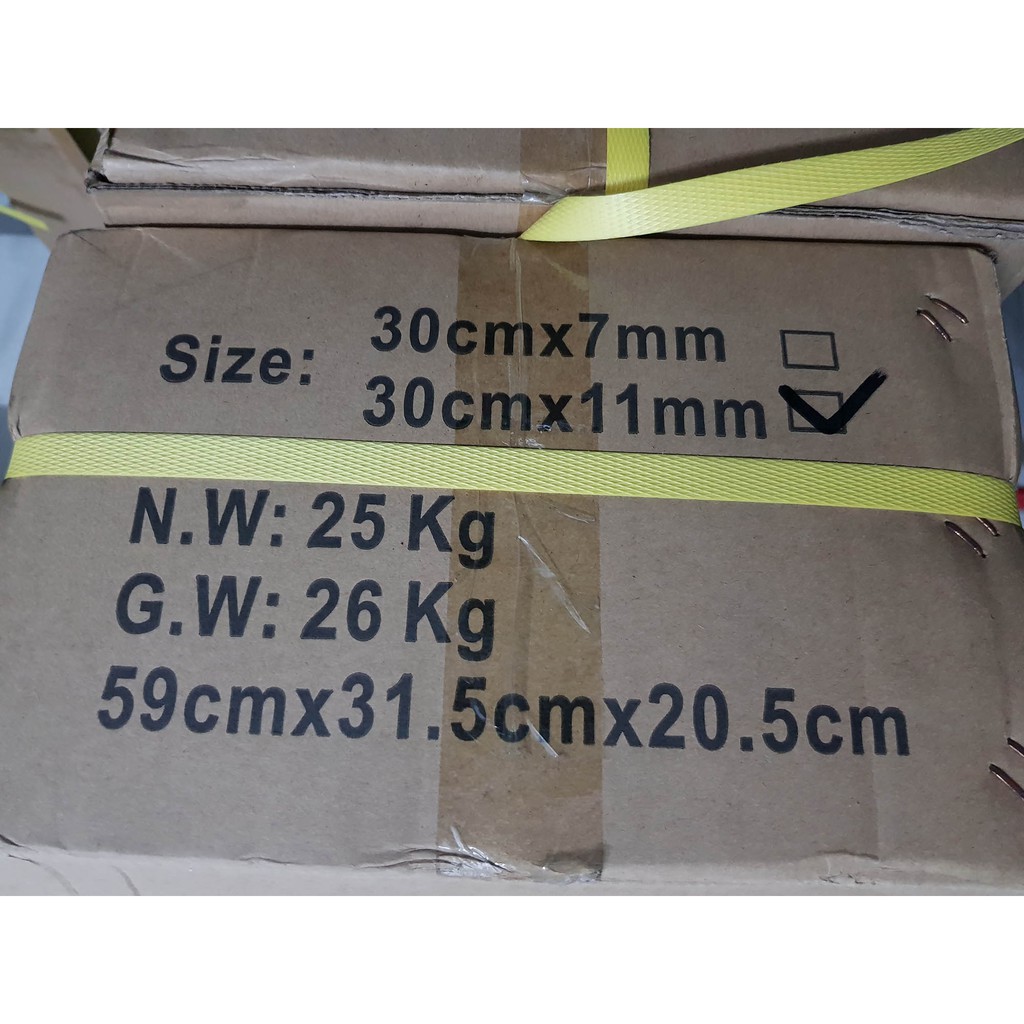 Size: 30cmx7mm
30cmx11mm
N.W: 25 Kg
G.W: 26 Kg
59cmx31.5cmx20.5cm